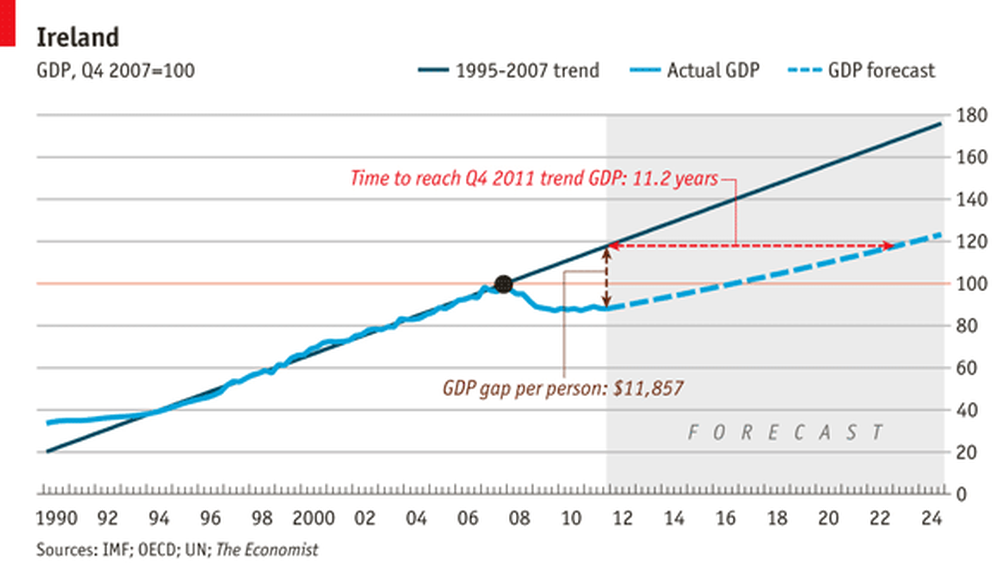 Ireland
GDP, Q4 2007=100
1995-2007 trend
Actual GDP
GDP forecast
180
160
Time to reach Q4 2011 trend GDP: 11.2 years
140
120
100
80
60
GDP gap per person: $11,857
40
FORECAST
20
0
1990 92 94 96 98 2000 02 04 06 08 10 12 14 16 18 20 22 24
Sources: IMF; OECD; UN; The Economist